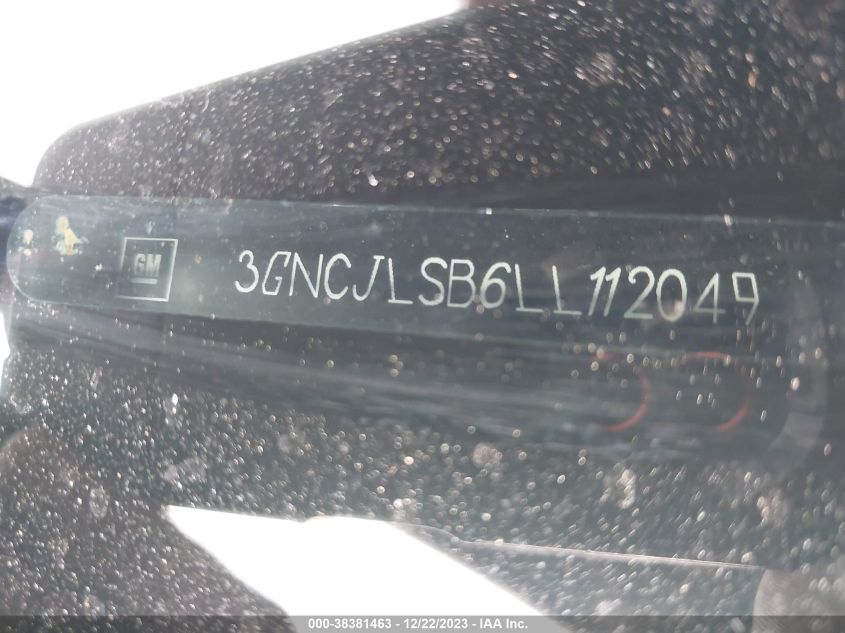 GM
3GNCJLSB6LL112049
000-38381463 - 12/22/2023 - IAA Inc.